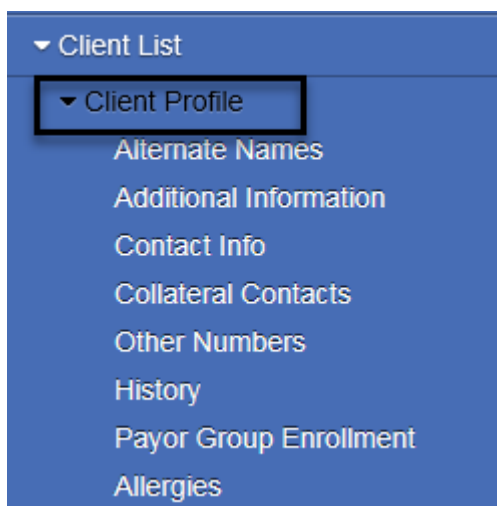 Client List
Client Profile
Alternate Names
Additional Information
Contact Info
Collateral Contacts
Other Numbers
History
Payor Group Enrollment
Allergies